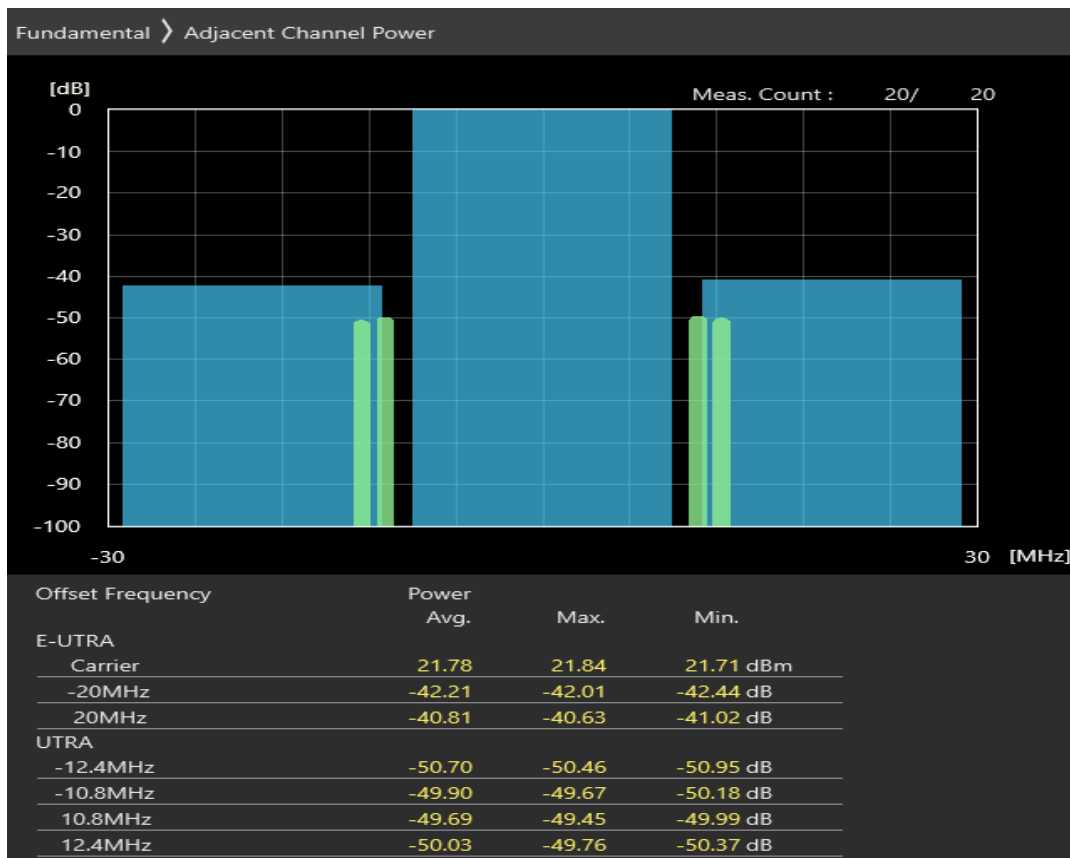 Fundamental ❯ Adjacent Channel Power
[dB]
Meas. Count : 20/ 20
0
-10
-20
-30
-40
-50
-60
-70
-80
-90
-100
-30 30 [MHz]
Offset Frequency Power
Avg. Max. Min.
E-UTRA
Carrier 21.78 21.84 21.71 dBm
-20MHz -42.21 -42.01 -42.44 dB
20MHz -40.81 -40.63 -41.02 dB
UTRA
-12.4MHz -50.70 -50.46 -50.95 dB
-10.8MHz -49.90 -49.67 -50.18 dB
10.8MHz -49.69 -49.45 -49.99 dB
12.4MHz -50.03 -49.76 -50.37 dB